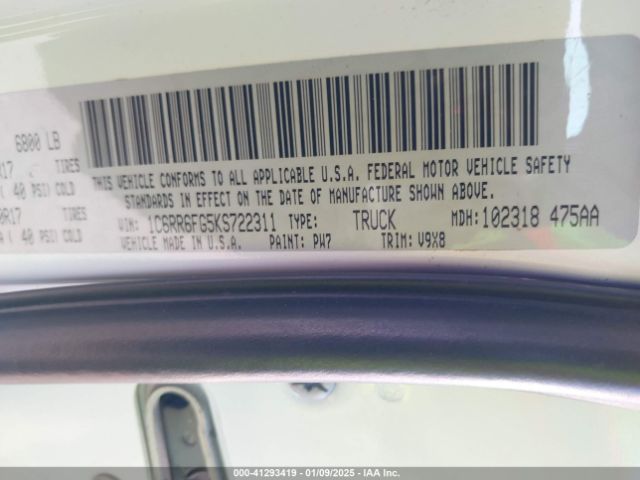 6800 LB
TIRES
( 40 PSI) COLD
TIRES
( 40 PSI) COLD
THIS VEHICLE CONFORMS TO ALL APPLICABLE U.S.A. FEDERAL MOTOR VEHICLE SAFETY
STANDARDS IN EFFECT ON THE DATE OF MANUFACTURE SHOWN ABOVE.
VIN: 1C6RR6FG5KS722311 TYPE: TRUCK MDH: 102318 475AA
VEHICLE MADE IN U.S.A. PAINT: PW7 TRIM: V9X8
000-41293419 - 01/09/2025 - IAA Inc.